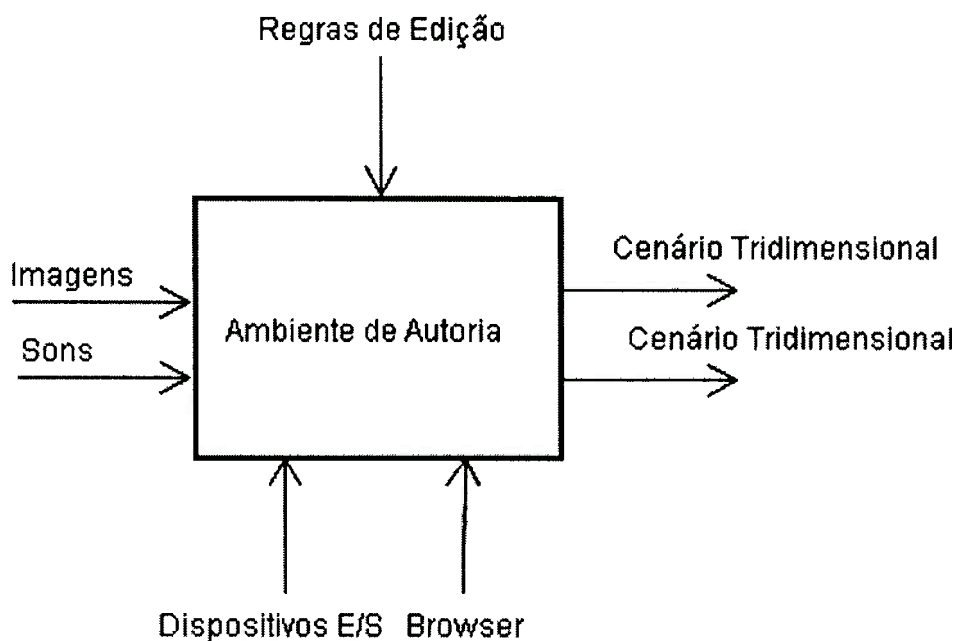 Regras de Edição
Cenário Tridimensional
Imagens
Ambiente de Autoria
Cenário Tridimensional
Sons
Dispositivos E/S Browser